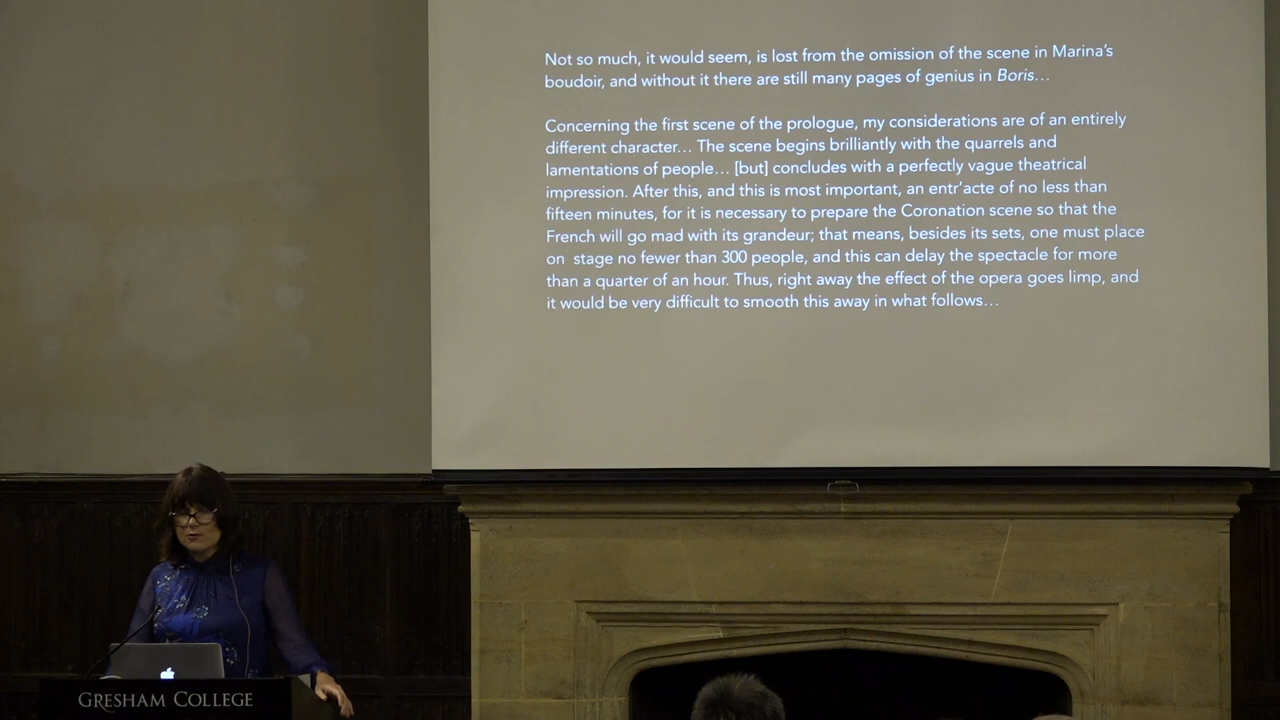 Not so much, it would seem, is lost from the omission of the scene in Marina's
boudoir, and without it there are still many pages of genius in Boris…
Concerning the first scene of the prologue, my considerations are of an entirely
different character… The scene begins brilliantly with the quarrels and
lamentations of people… [but] concludes with a perfectly vague theatrical
impression. After this, and this is most important, an entr'acte of no less than
fifteen minutes, for it is necessary to prepare the Coronation scene so that the
French will go mad with its grandeur; that means, besides its sets, one must place
on stage no fewer than 300 people, and this can delay the spectacle for more
than a quarter of an hour. Thus, right away the effect of the opera goes limp, and
it would be very difficult to smooth this away in what follows…
GRESHAM COLLEGE